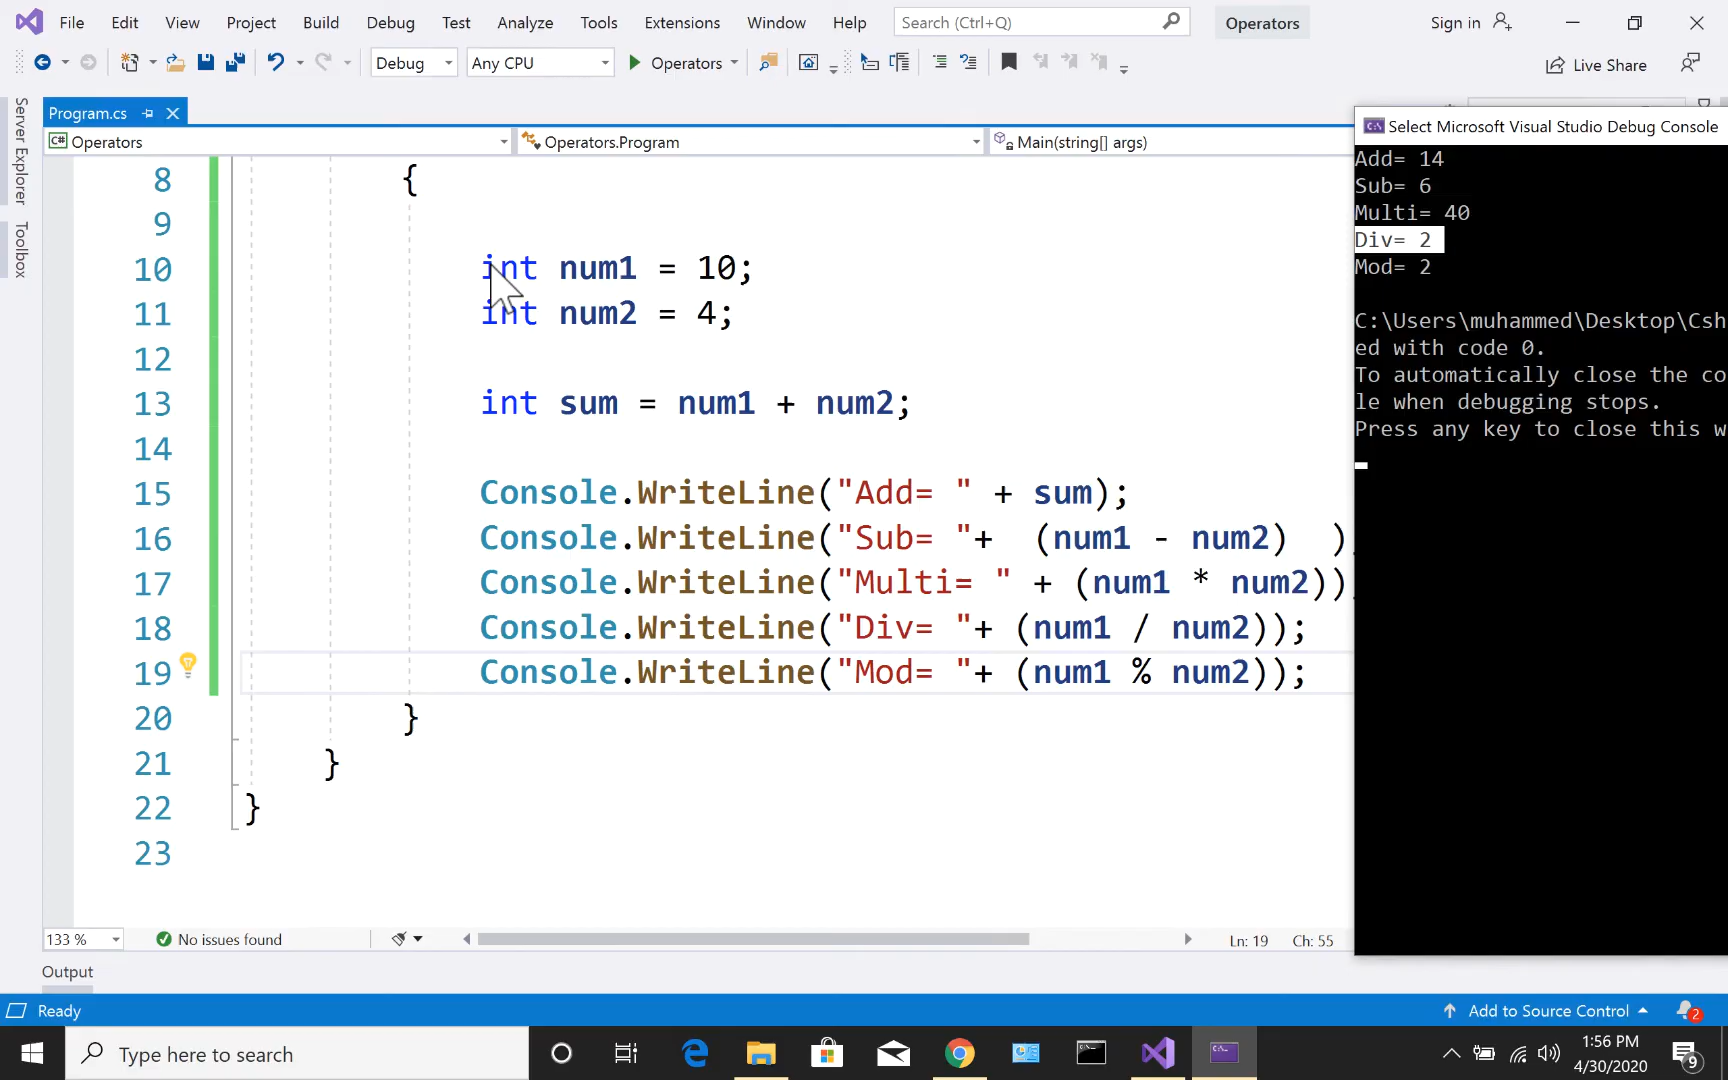 File Edit View Project Build Debug Test Analyze Tools Extensions Window Help Search (Ctrl+Q) Operators Sign in
Debug Any CPU Operators Live Share
Server Explorer
Toolbox
Program.cs
Operators Operators.Program Main(string[] args)
8 {
9
10 int num1 = 10;
11 int num2 = 4;
12
13 int sum = num1 + num2;
14
15 Console.WriteLine("Add= " + sum);
16 Console.WriteLine("Sub= "+ (num1 - num2) )
17 Console.WriteLine("Multi= " + (num1 * num2))
18 Console.WriteLine("Div= "+ (num1 / num2));
19 Console.WriteLine("Mod= "+ (num1 % num2));
20 }
21 }
22 }
23
133 % No issues found Ln: 19 Ch: 55
Output
Select Microsoft Visual Studio Debug Console
Add= 14
Sub= 6
Multi= 40
Div= 2
Mod= 2
C:\Users\muhammed\Desktop\Csh
ed with code 0.
To automatically close the co
le when debugging stops.
Press any key to close this w
Ready Add to Source Control 2
Type here to search
1:56 PM
4/30/2020
9